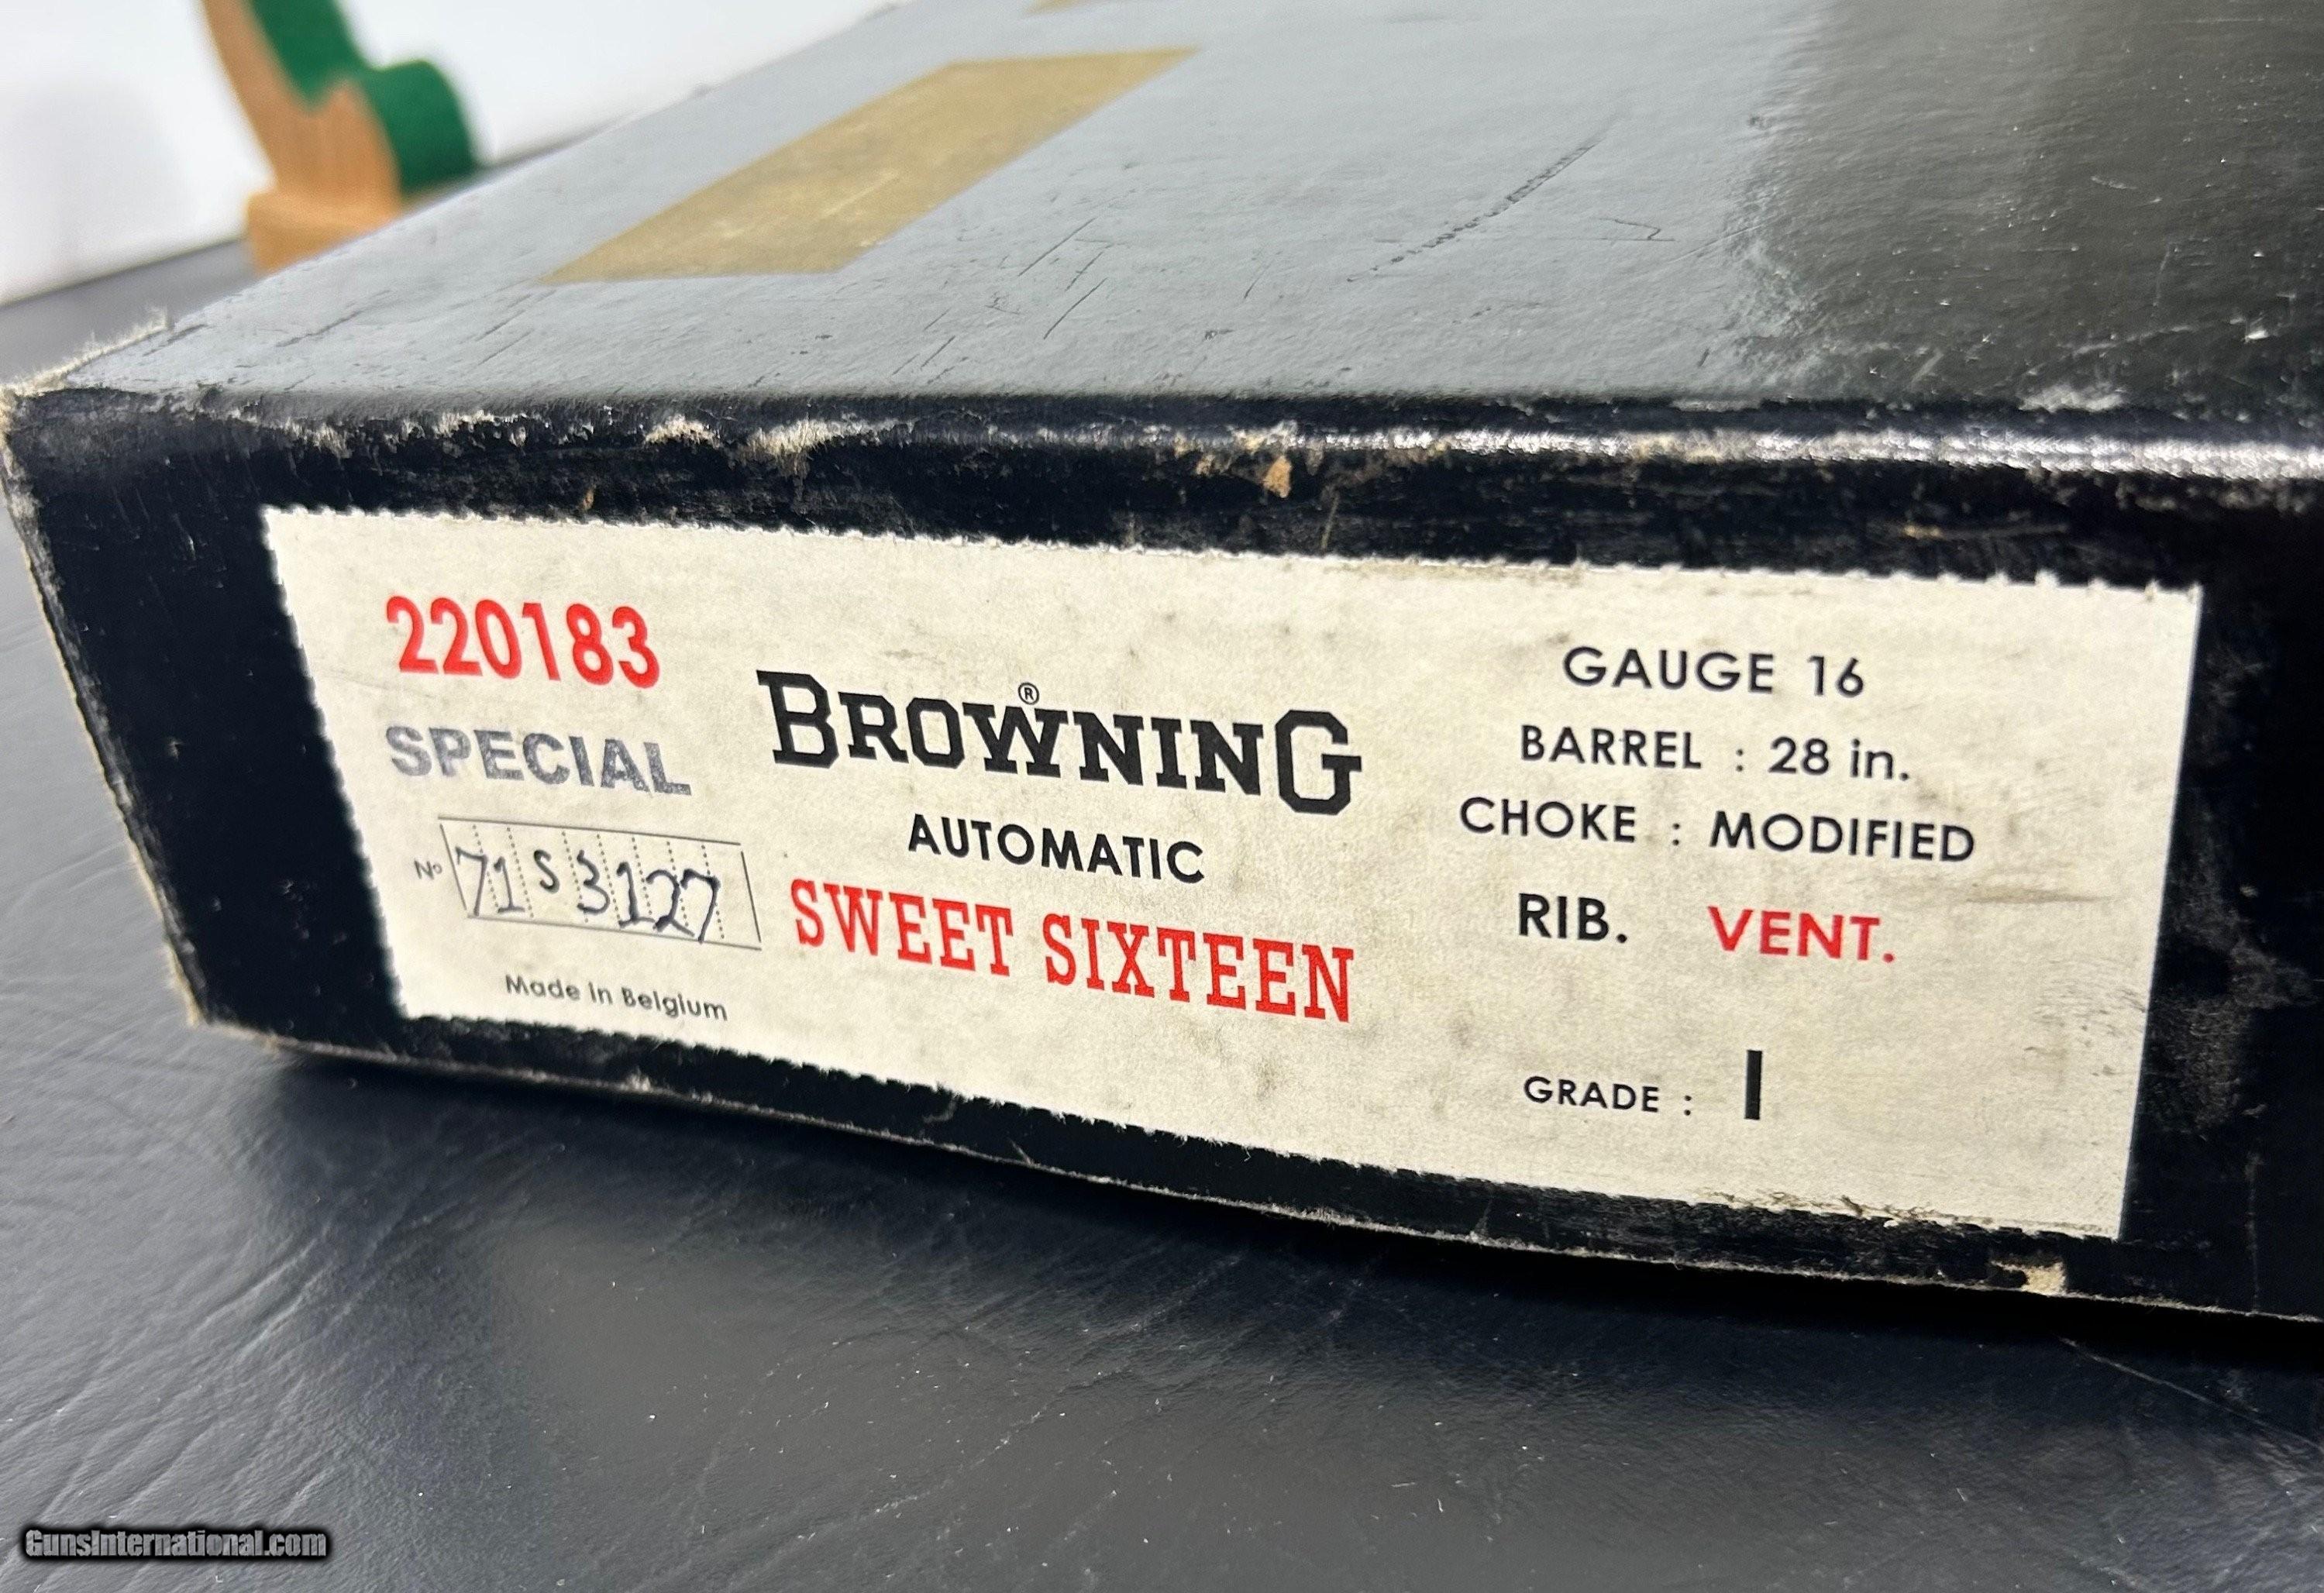 220183
SPECIAL
Nº 71 S 3127
Made in Belgium
BROWNING®
AUTOMATIC
SWEET SIXTEEN
GAUGE 16
BARREL : 28 in.
CHOKE : MODIFIED
RIB. VENT.
GRADE : I
GunsInternational.com